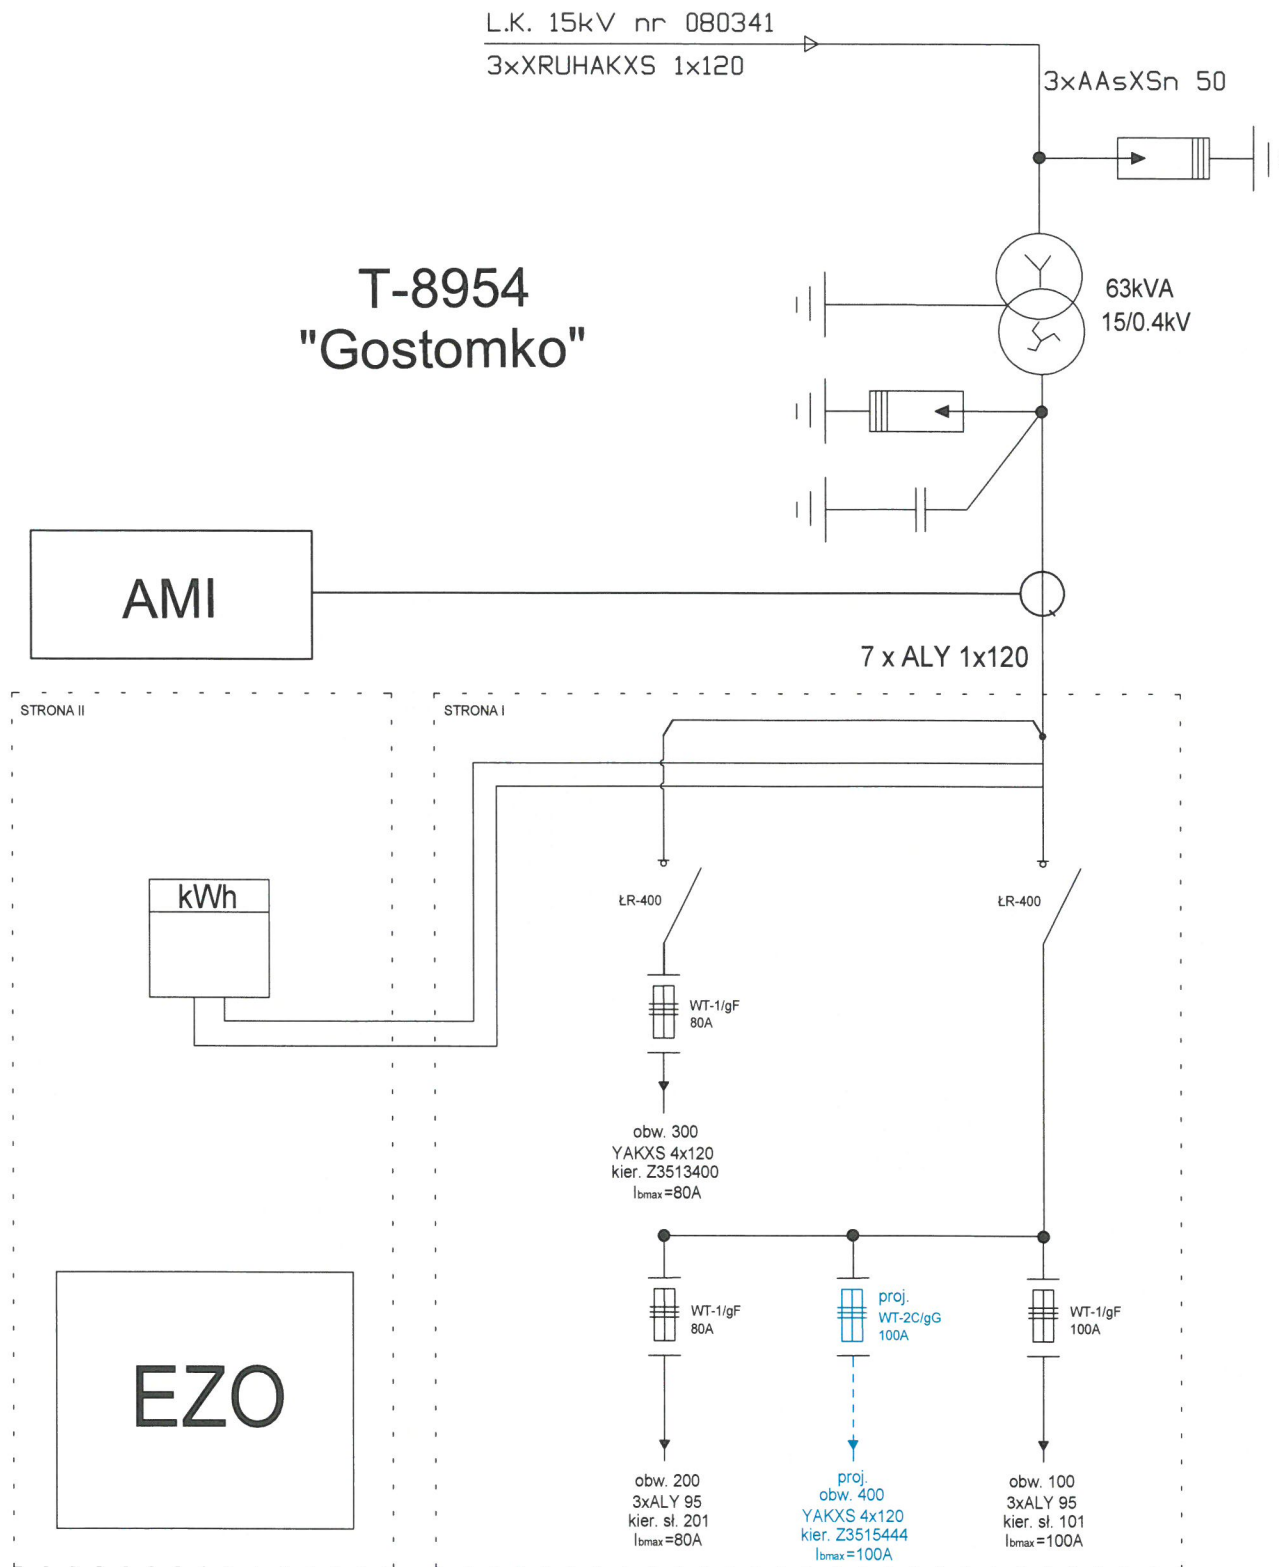 L.K. 15kV nr 080341
3xXRUHAKXS 1x120
3xAAsXSn 50
T-8954
"Gostomko"
63kVA
15/0.4kV
AMI
7 x ALY 1x120
STRONA II
STRONA I
kWh
ŁR-400
ŁR-400
WT-1/gF
80A
obw. 300
YAKXS 4x120
kier. Z3513400
Ibmax=80A
EZO
WT-1/gF
80A
proj.
WT-2C/gG
100A
WT-1/gF
100A
obw. 200
3xALY 95
kier. sł. 201
Ibmax=80A
proj.
obw. 400
YAKXS 4x120
kier. Z3515444
Ibmax=100A
obw. 100
3xALY 95
kier. sł. 101
Ibmax=100A